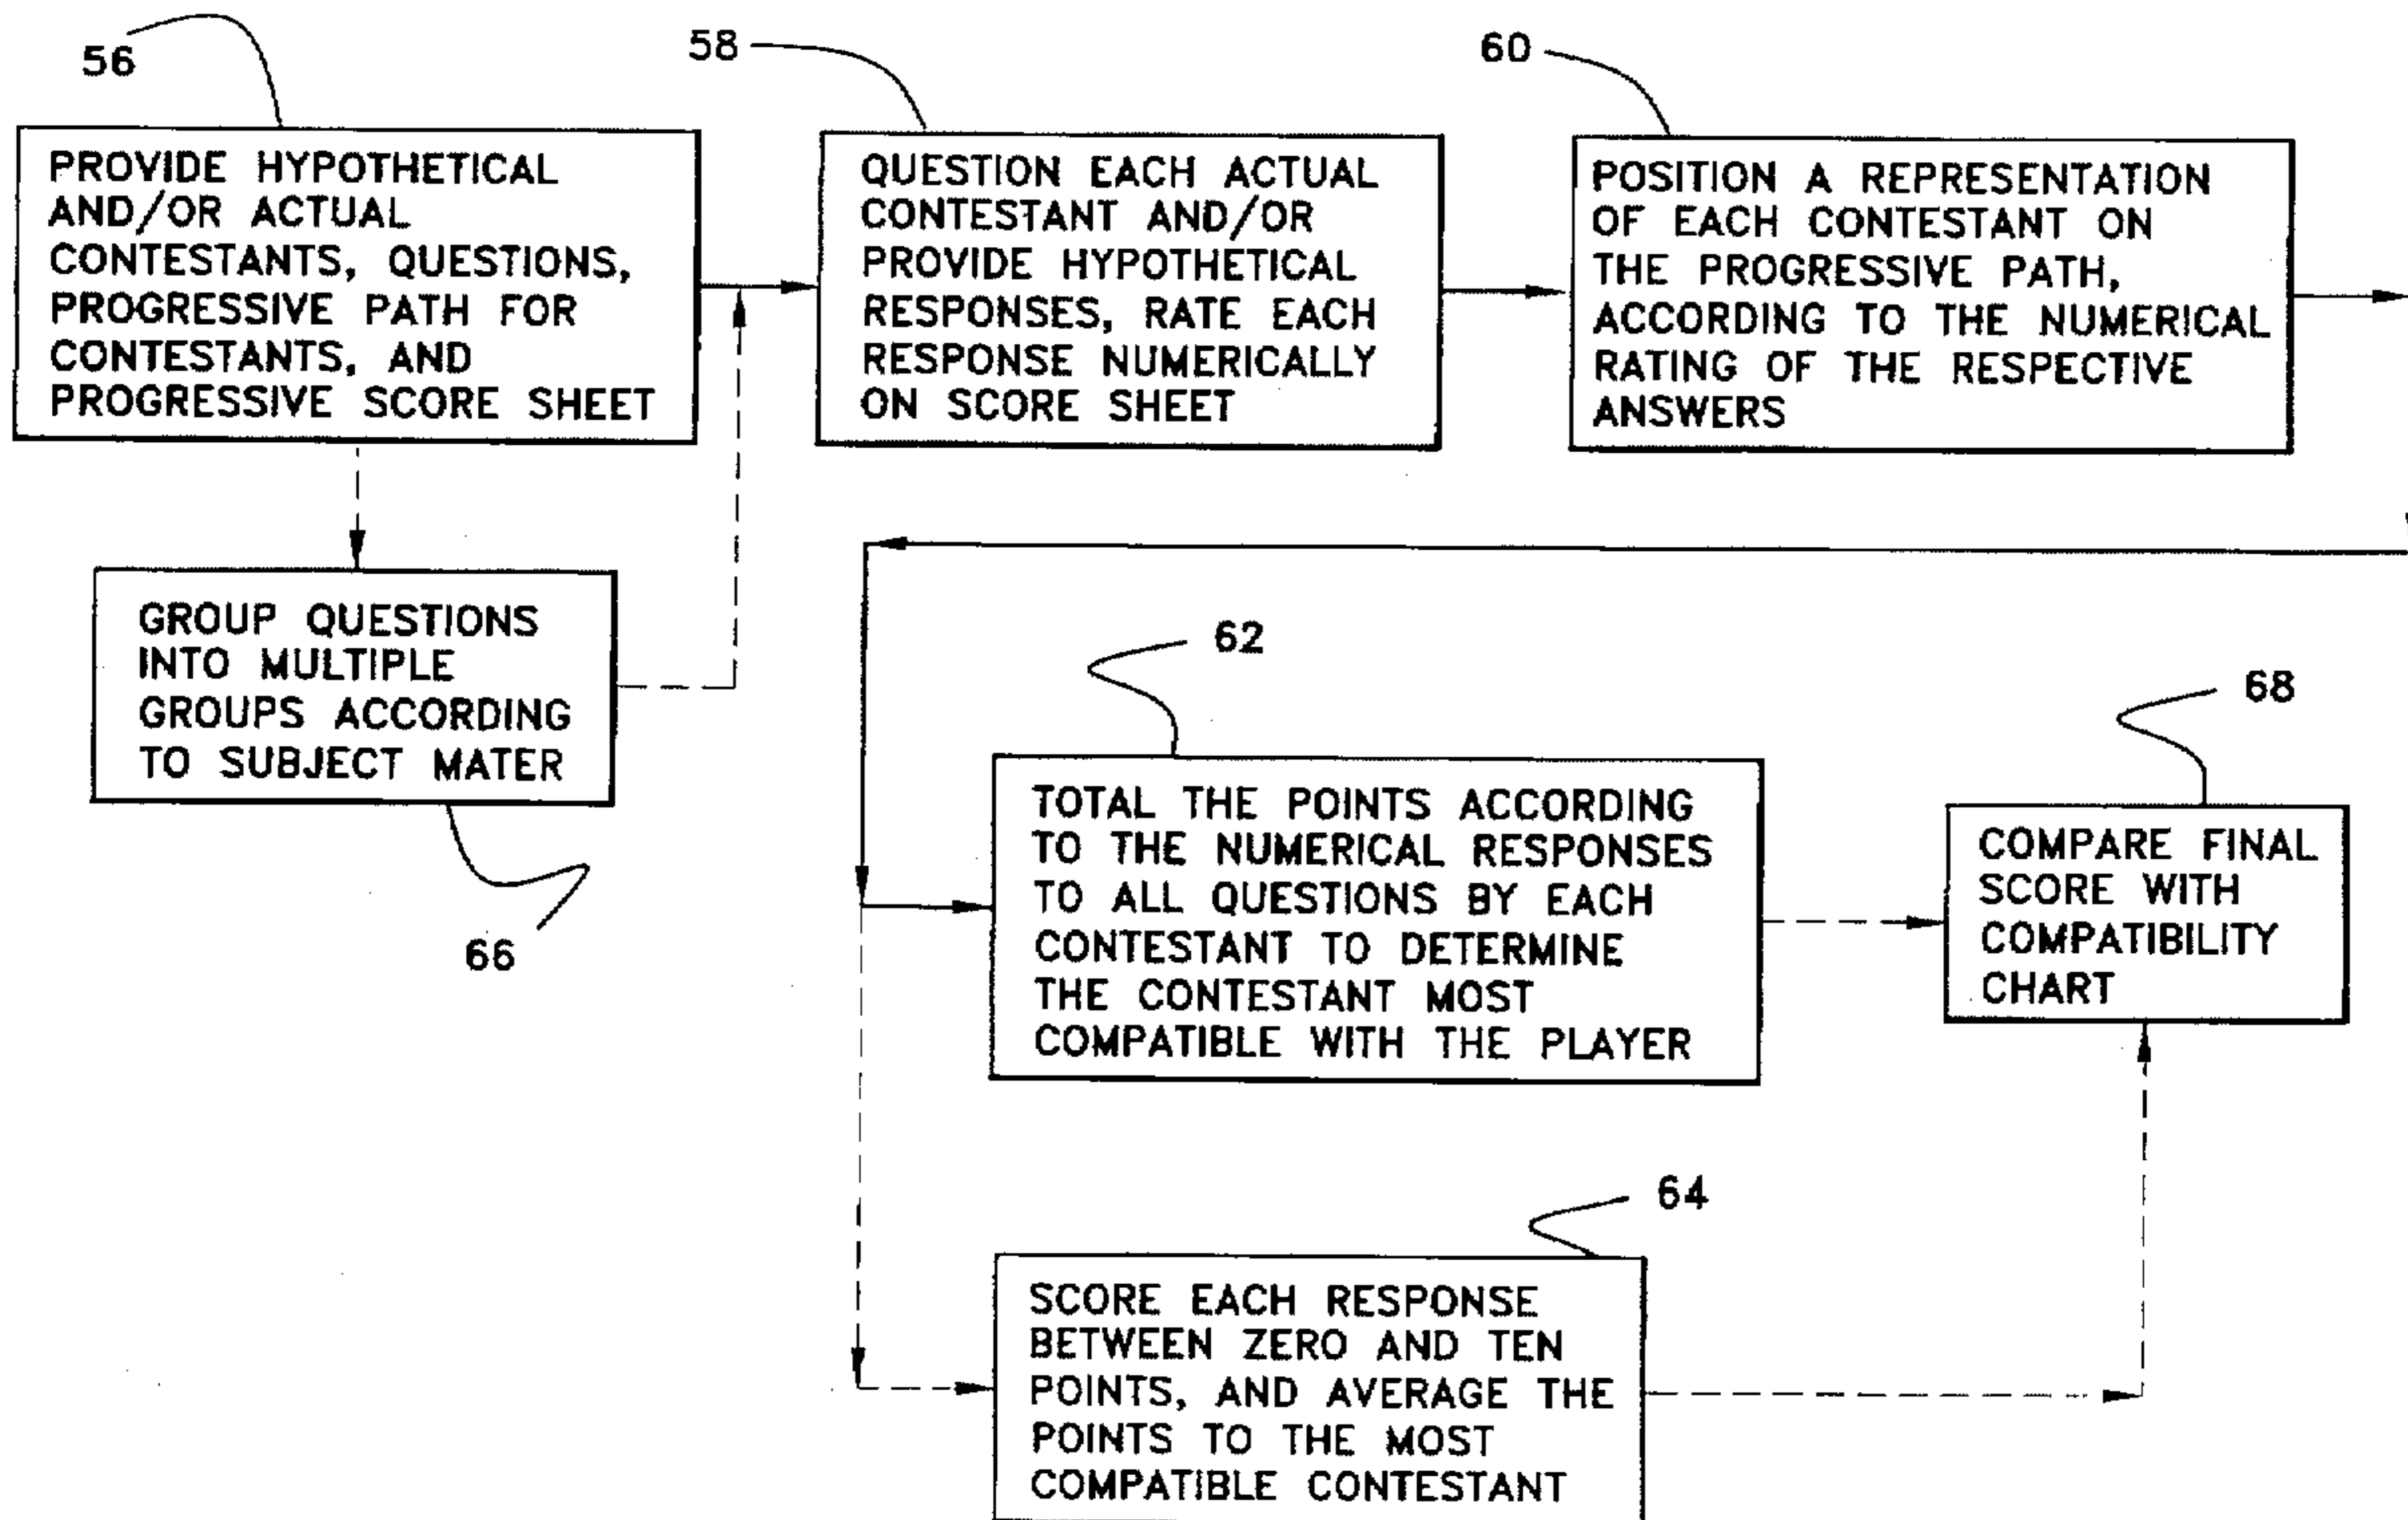 56
58
60
PROVIDE HYPOTHETICAL
AND/OR ACTUAL
CONTESTANTS, QUESTIONS,
PROGRESSIVE PATH FOR
CONTESTANTS, AND
PROGRESSIVE SCORE SHEET
QUESTION EACH ACTUAL
CONTESTANT AND/OR
PROVIDE HYPOTHETICAL
RESPONSES, RATE EACH
RESPONSE NUMERICALLY
ON SCORE SHEET
POSITION A REPRESENTATION
OF EACH CONTESTANT ON
THE PROGRESSIVE PATH,
ACCORDING TO THE NUMERICAL
RATING OF THE RESPECTIVE
ANSWERS
GROUP QUESTIONS
INTO MULTIPLE
GROUPS ACCORDING
TO SUBJECT MATER
66
62
TOTAL THE POINTS ACCORDING
TO THE NUMERICAL RESPONSES
TO ALL QUESTIONS BY EACH
CONTESTANT TO DETERMINE
THE CONTESTANT MOST
COMPATIBLE WITH THE PLAYER
68
COMPARE FINAL
SCORE WITH
COMPATIBILITY
CHART
64
SCORE EACH RESPONSE
BETWEEN ZERO AND TEN
POINTS, AND AVERAGE THE
POINTS TO THE MOST
COMPATIBLE CONTESTANT